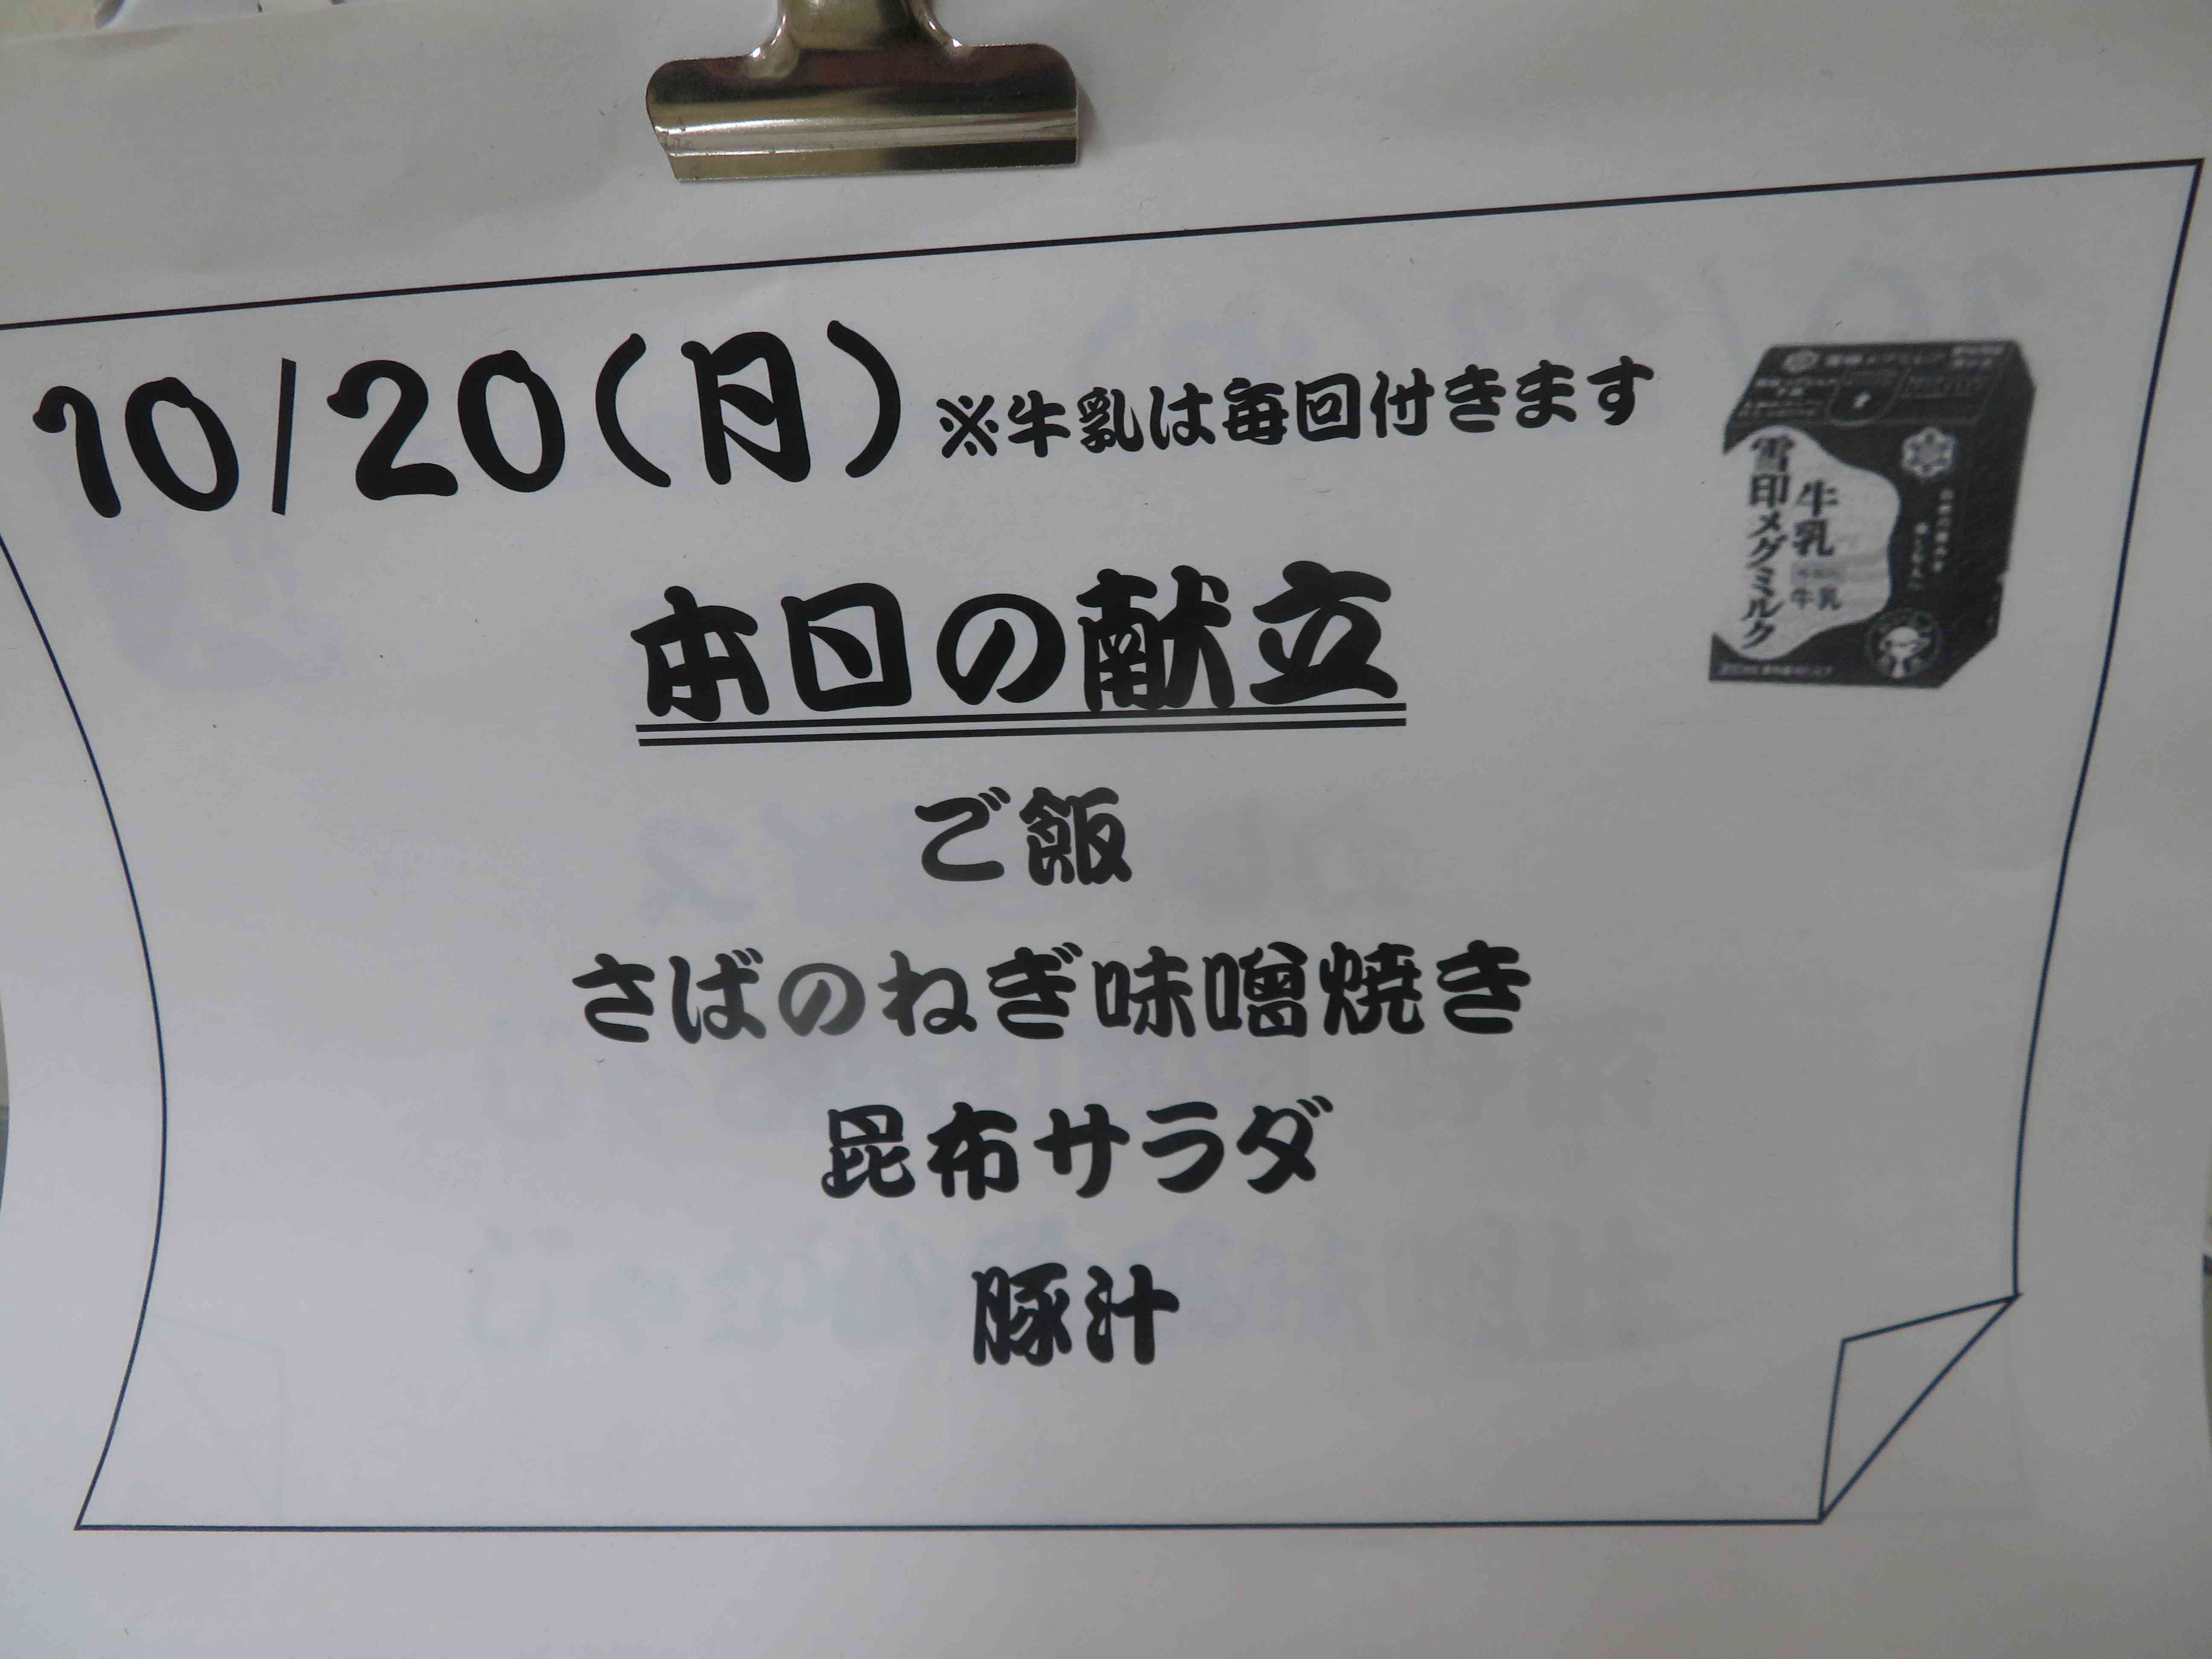 10/20(月) ※牛乳は毎回付きます
雪印メグミルク
牛乳
牛乳
本日の献立
ご飯
さばのねぎ味噌焼き
昆布サラダ
豚汁